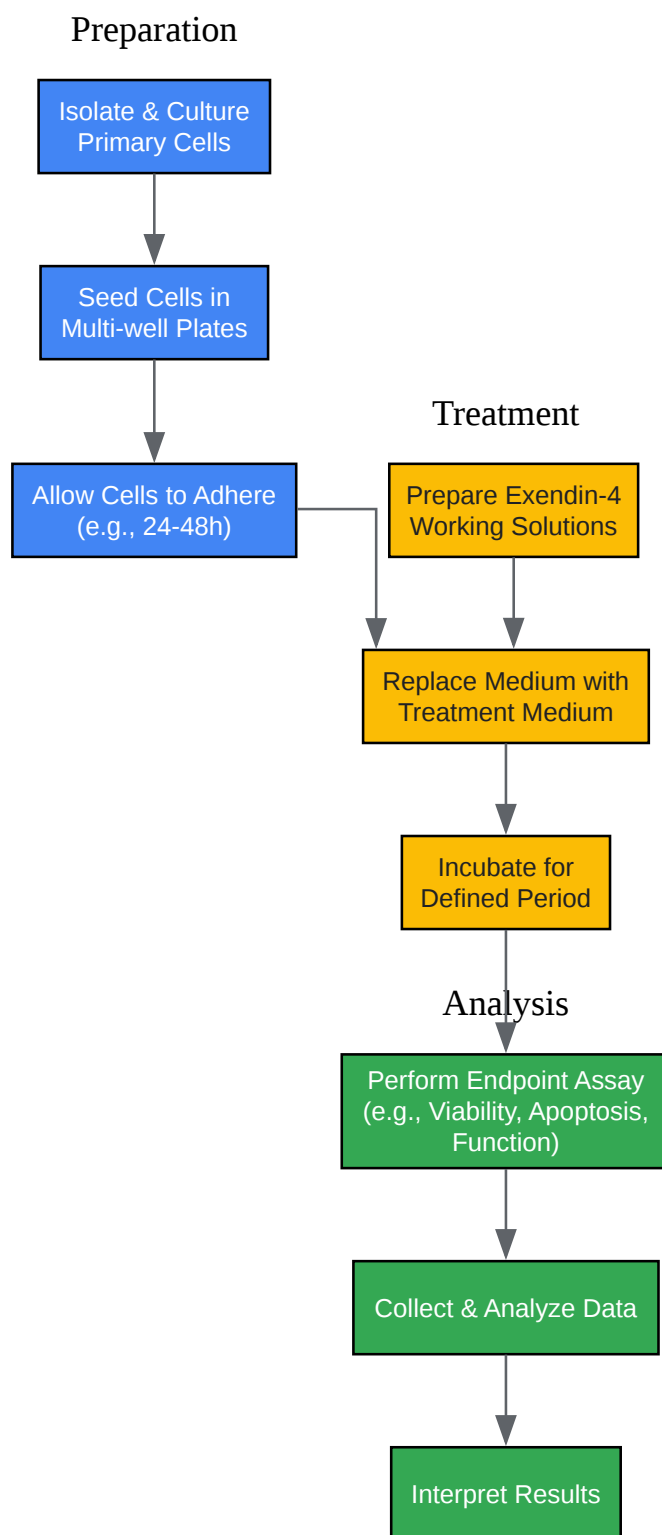 Preparation
Isolate & Culture
Primary Cells
Seed Cells in
Multi-well Plates
Allow Cells to Adhere
(e.g., 24-48h)
Treatment
Prepare Exendin-4
Working Solutions
Replace Medium with
Treatment Medium
Incubate for
Defined Period
Analysis
Perform Endpoint Assay
(e.g., Viability, Apoptosis,
Function)
Collect & Analyze Data
Interpret Results